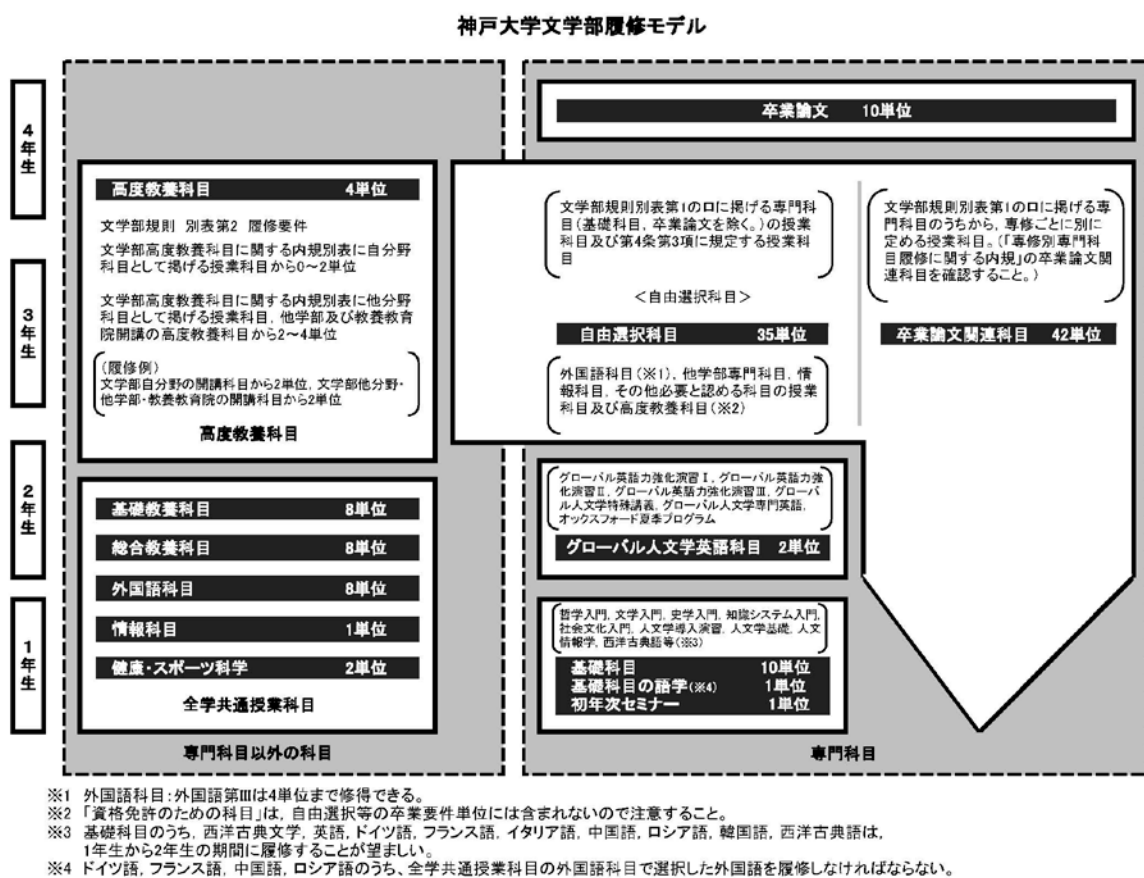 神戸大学文学部履修モデル
4年生
3年生
2年生
1年生
高度教養科目 4単位
文学部規則 別表第2 履修要件
文学部高度教養科目に関する内規別表に自分野
科目として掲げる授業科目から0～2単位
文学部高度教養科目に関する内規別表に他分野
科目として掲げる授業科目，他学部及び教養教育
院開講の高度教養科目から2～4単位
（履修例）
文学部自分野の開講科目から2単位，文学部他分野・
他学部・教養教育院の開講科目から2単位
高度教養科目
基礎教養科目 8単位
総合教養科目 8単位
外国語科目 8単位
情報科目 1単位
健康・スポーツ科学 2単位
全学共通授業科目
専門科目以外の科目
卒業論文 10単位
文学部規則別表第1のロに掲げる専門科
目（基礎科目，卒業論文を除く。）の授業
科目及び第4条第3項に規定する授業科
目
＜自由選択科目＞
自由選択科目 35単位
外国語科目（※1），他学部専門科目，情
報科目，その他必要と認める科目の授業
科目及び高度教養科目（※2）
文学部規則別表第1のロに掲げる専
門科目のうちから，専修ごとに別に
定める授業科目。（「専修別専門科
目履修に関する内規」の卒業論文関
連科目を確認すること。）
卒業論文関連科目 42単位
グローバル英語力強化演習Ⅰ，グローバル英語力強
化演習Ⅱ，グローバル英語力強化演習Ⅲ，グローバ
ル人文学特殊講義，グローバル人文学専門英語，
オックスフォード夏季プログラム
グローバル人文学英語科目 2単位
哲学入門，文学入門，史学入門，知識システム入門，
社会文化入門，人文学導入演習，人文学基礎，人文
情報学，西洋古典語等（※3）
基礎科目 10単位
基礎科目の語学（※4） 1単位
初年次セミナー 1単位
専門科目
※1 外国語科目：外国語第Ⅲは4単位まで修得できる。
※2 「資格免許のための科目」は，自由選択等の卒業要件単位には含まれないので注意すること。
※3 基礎科目のうち，西洋古典文学，英語，ドイツ語，フランス語，イタリア語，中国語，ロシア語，韓国語，西洋古典語は，
1年生から2年生の期間に履修することが望ましい。
※4 ドイツ語，フランス語，中国語，ロシア語のうち、全学共通授業科目の外国語科目で選択した外国語を履修しなければならない。